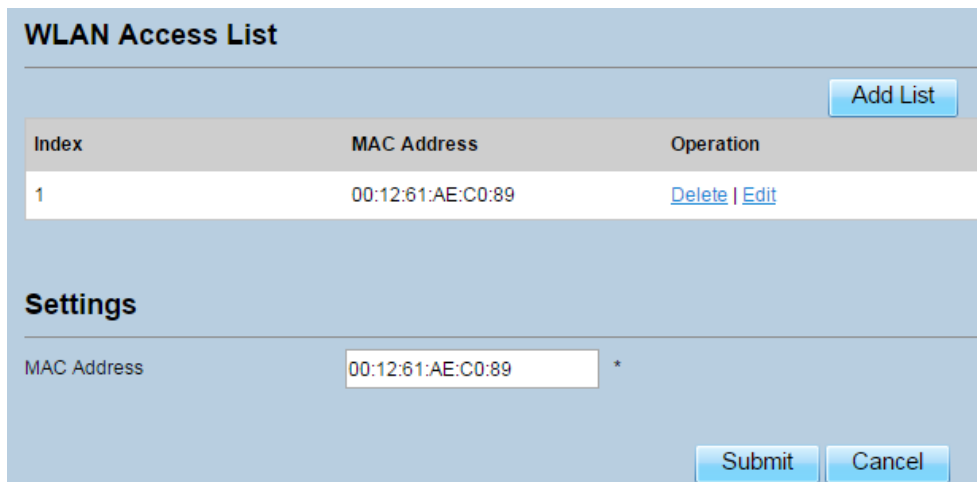 WLAN Access List
Add List
Index MAC Address Operation
1 00:12:61:AE:C0:89 Delete | Edit
Settings
MAC Address 00:12:61:AE:C0:89 *
Submit Cancel